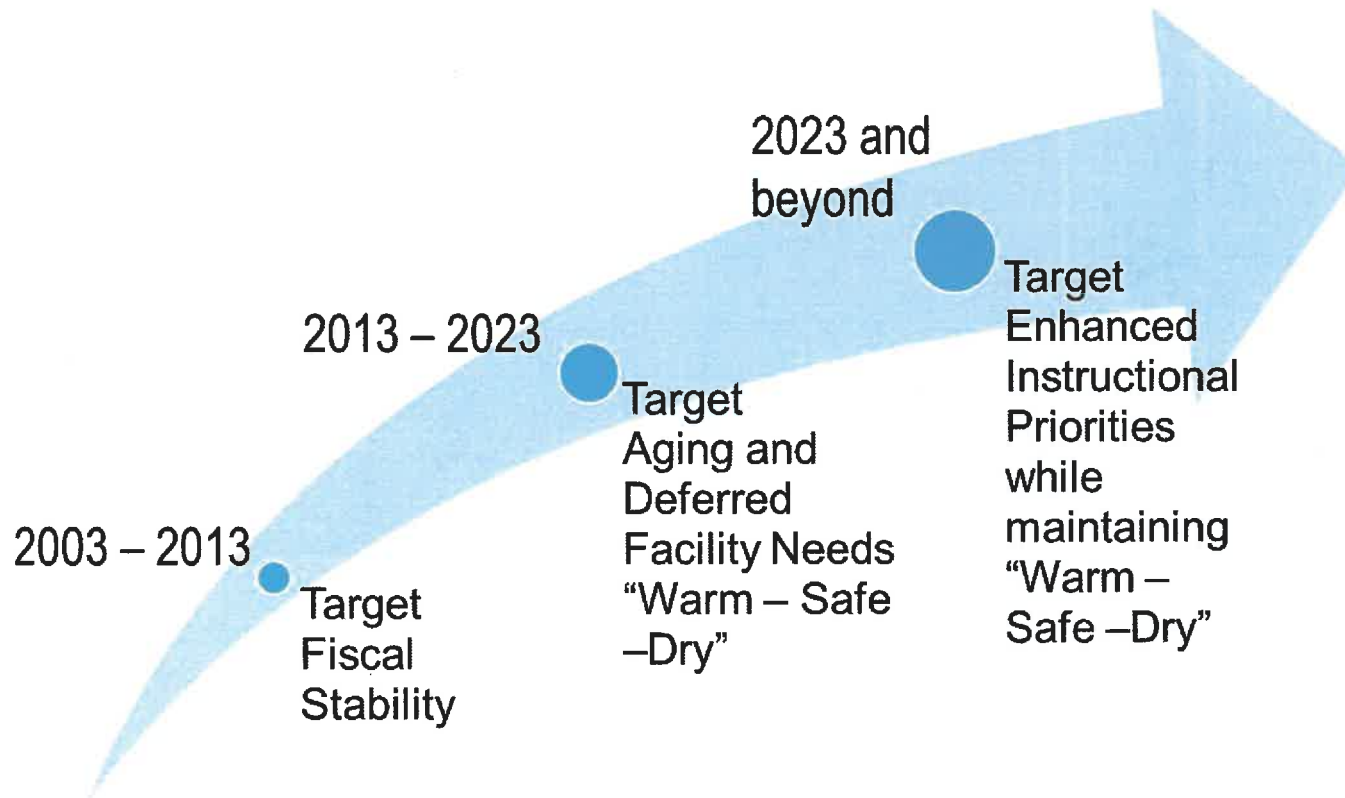 2003 – 2013
Target
Fiscal
Stability
2013 – 2023
Target
Aging and
Deferred
Facility Needs
“Warm – Safe
–Dry”
2023 and
beyond
Target
Enhanced
Instructional
Priorities
while
maintaining
“Warm –
Safe –Dry”